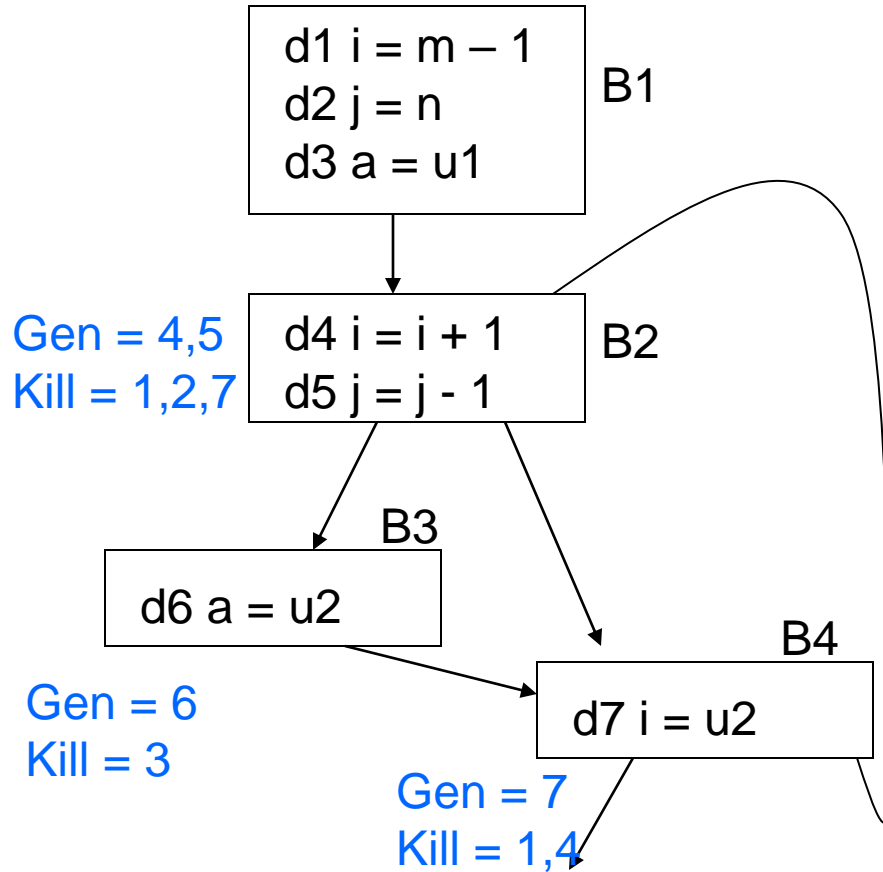 d1 i = m – 1
d2 j = n
d3 a = u1
B1
Gen = 4,5
Kill = 1,2,7
d4 i = i + 1
d5 j = j - 1
B2
B3
d6 a = u2
Gen = 6
Kill = 3
B4
d7 i = u2
Gen = 7
Kill = 1,4